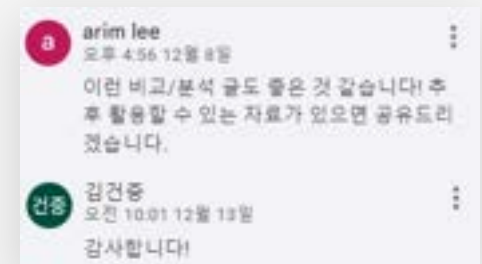 a
arim lee
오후 4:56 12월 8일
이런 비교/분석 글도 좋은 것 같습니다! 추
후 활용할 수 있는 자료가 있으면 공유드리
겠습니다.
건중
김건중
오전 10:01 12월 13일
감사합니다!